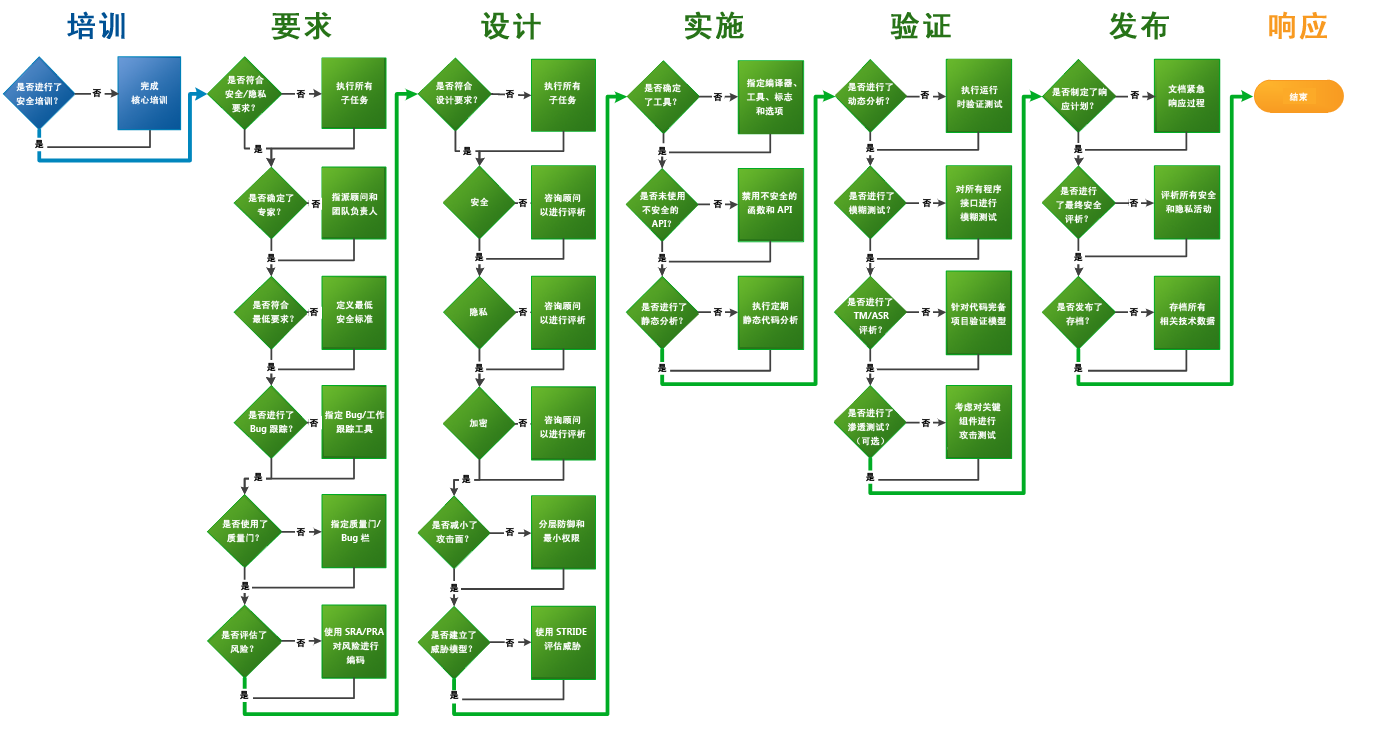 培训
要求
设计
实施
验证
发布
响应
是否进行了
安全培训？
否
完成
核心培训
是
是否符合
安全/隐私
要求？
否
执行所有
子任务
是
是否确定了
专家？
否
指派顾问和
团队负责人
是
是否符合
最低要求？
否
定义最低
安全标准
是
是否进行了
Bug 跟踪？
否
指定 Bug/工作
跟踪工具
是
是否使用了
质量门？
否
指定质量门/
Bug 栏
是
是否评估了
风险？
否
使用 SRA/PRA
对风险进行
编码
是
是否符合
设计要求？
否
执行所有
子任务
是
安全
否
咨询顾问
以进行评析
是
隐私
否
咨询顾问
以进行评析
是
加密
否
咨询顾问
以进行评析
是
是否减小了
攻击面？
否
分层防御和
最小权限
是
是否建立了
威胁模型？
否
使用 STRIDE
评估威胁
是
是否确定
了工具？
否
指定编译器、
工具、标志
和选项
是
是否未使用
不安全的
API？
否
禁用不安全的
函数和 API
是
是否进行了
静态分析？
否
执行定期
静态代码分析
是
是否进行了
动态分析？
否
执行运行
时验证测试
是
是否进行了
模糊测试？
否
对所有程序
接口进行
模糊测试
是
是否进行了
TM/ASR
评析？
否
针对代码完备
项目验证模型
是
是否进行了
渗透测试？
（可选）
否
考虑对关键
组件进行
攻击测试
是
是否制定了响
应计划？
否
文档紧急
响应过程
是
是否进行
了最终安全
评析？
否
评析所有安全
和隐私活动
是
是否发布了
存档？
否
存档所有
相关技术数据
是
结束